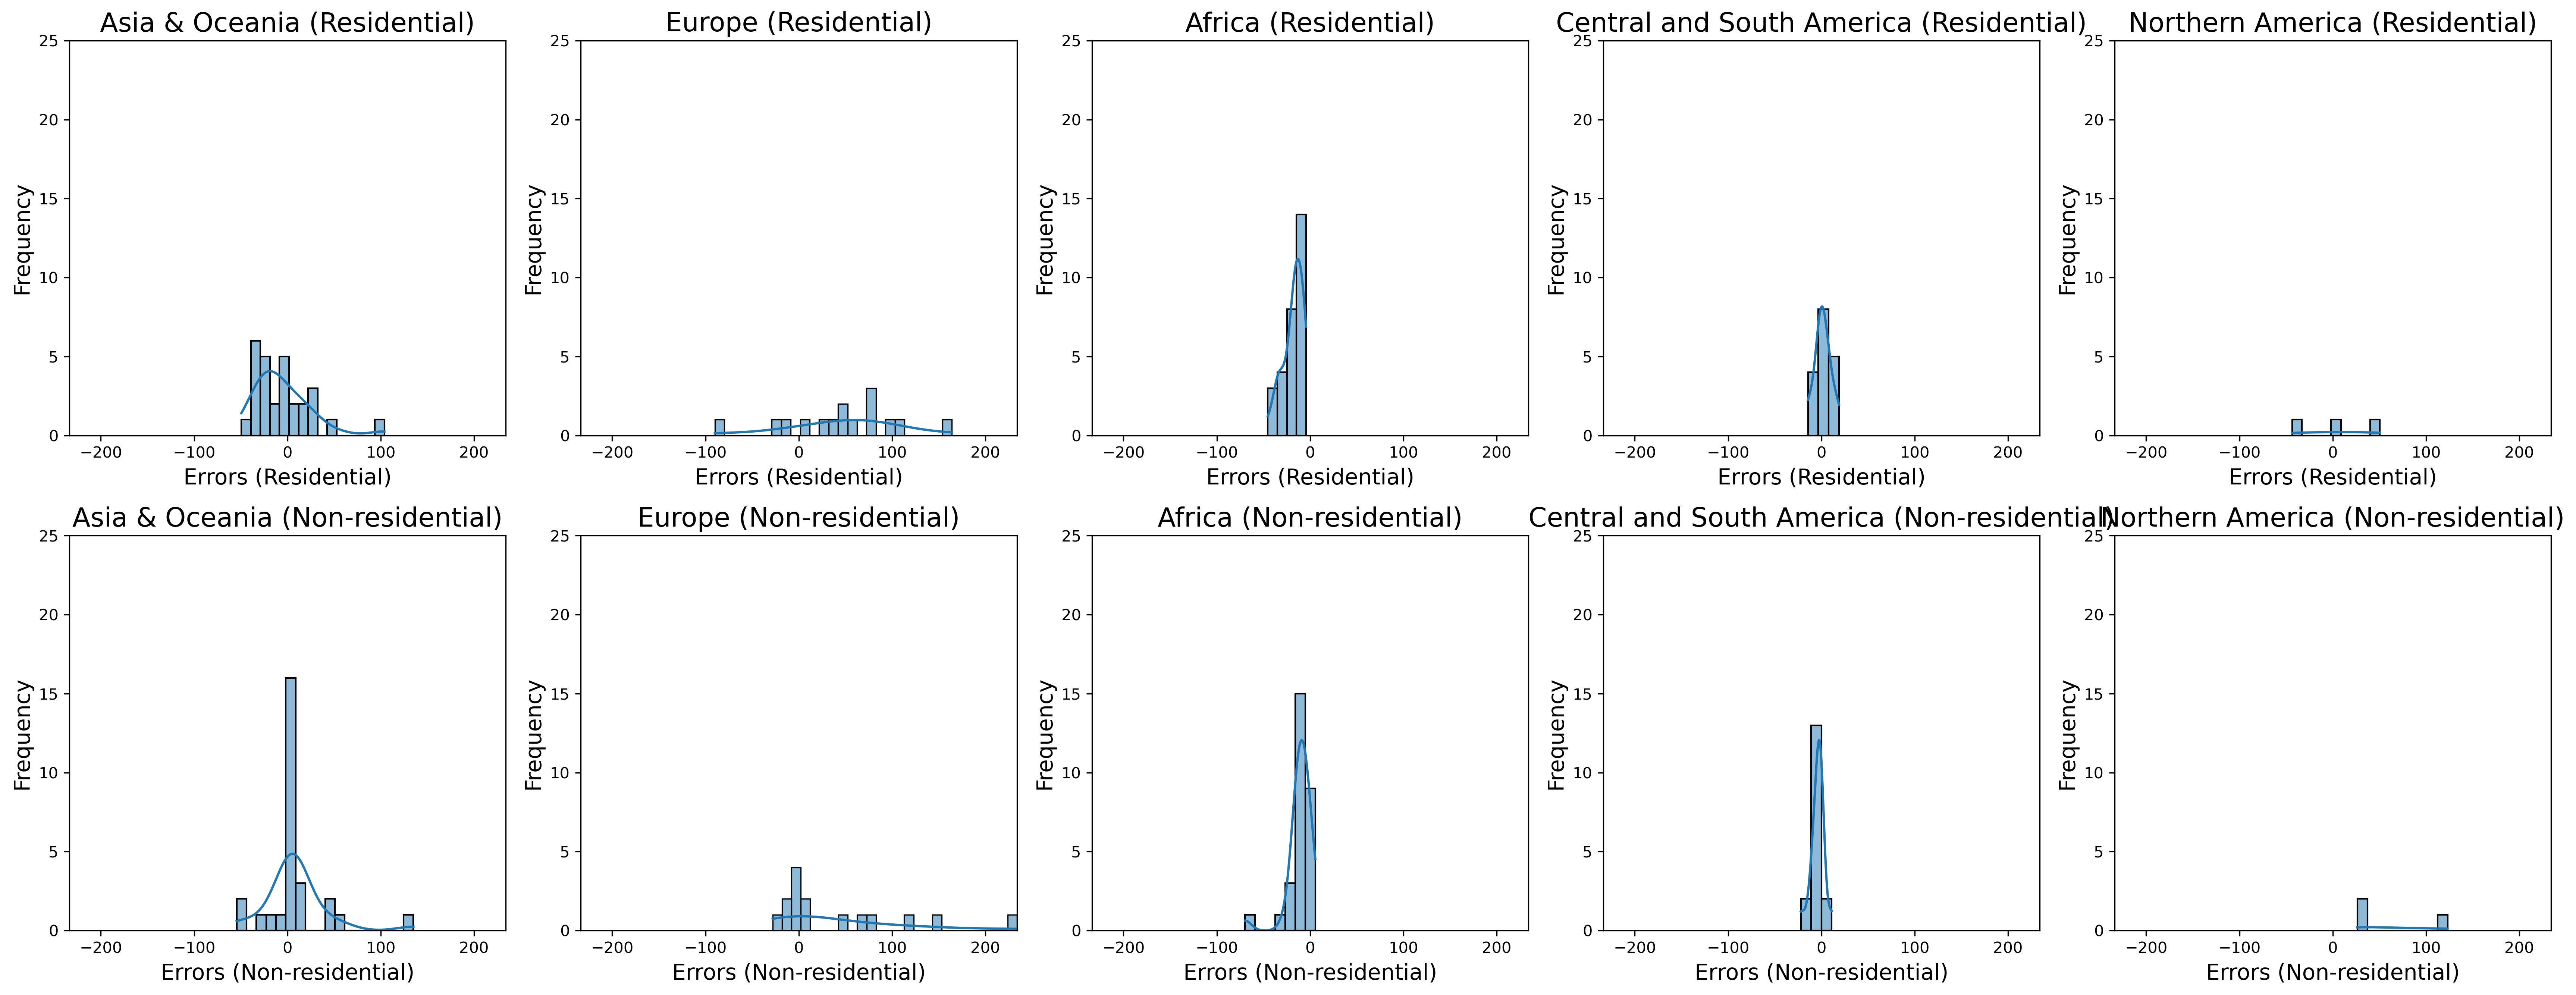 Asia & Oceania (Residential)
25
20
15
10
5
0
Frequency
−200 −100 0 100 200
Errors (Residential)
Europe (Residential)
25
20
15
10
5
0
Frequency
−200 −100 0 100 200
Errors (Residential)
Africa (Residential)
25
20
15
10
5
0
Frequency
−200 −100 0 100 200
Errors (Residential)
Central and South America (Residential)
25
20
15
10
5
0
Frequency
−200 −100 0 100 200
Errors (Residential)
Northern America (Residential)
25
20
15
10
5
0
Frequency
−200 −100 0 100 200
Errors (Residential)
Asia & Oceania (Non-residential)
25
20
15
10
5
0
Frequency
−200 −100 0 100 200
Errors (Non-residential)
Europe (Non-residential)
25
20
15
10
5
0
Frequency
−200 −100 0 100 200
Errors (Non-residential)
Africa (Non-residential)
25
20
15
10
5
0
Frequency
−200 −100 0 100 200
Errors (Non-residential)
Central and South America (Non-residential)
25
20
15
10
5
0
Frequency
−200 −100 0 100 200
Errors (Non-residential)
Northern America (Non-residential)
25
20
15
10
5
0
Frequency
−200 −100 0 100 200
Errors (Non-residential)